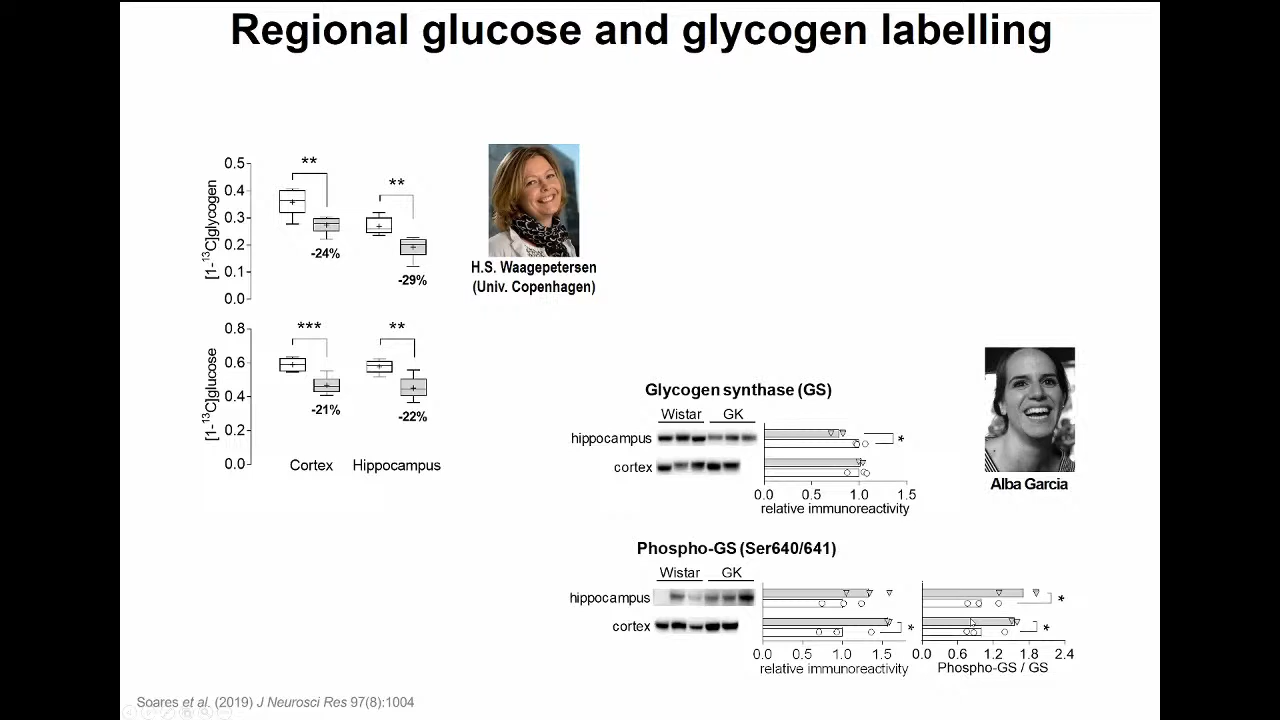 Regional glucose and glycogen labelling
0.5
0.4
0.3
0.2
0.1
0.0
[1-¹³C]glycogen
**
**
-24%
-29%
0.8
0.6
0.4
0.2
0.0
[1-¹³C]glucose
***
**
-21%
-22%
Cortex Hippocampus
H.S. Waagepetersen
(Univ. Copenhagen)
Glycogen synthase (GS)
Wistar GK
hippocampus
cortex
*
0.0 0.5 1.0 1.5
relative immunoreactivity
Alba Garcia
Phospho-GS (Ser640/641)
Wistar GK
hippocampus
cortex
*
*
*
0.0 0.5 1.0 1.5
relative immunoreactivity
0.0 0.6 1.2 1.8 2.4
Phospho-GS / GS
Soares et al. (2019) J Neurosci Res 97(8):1004